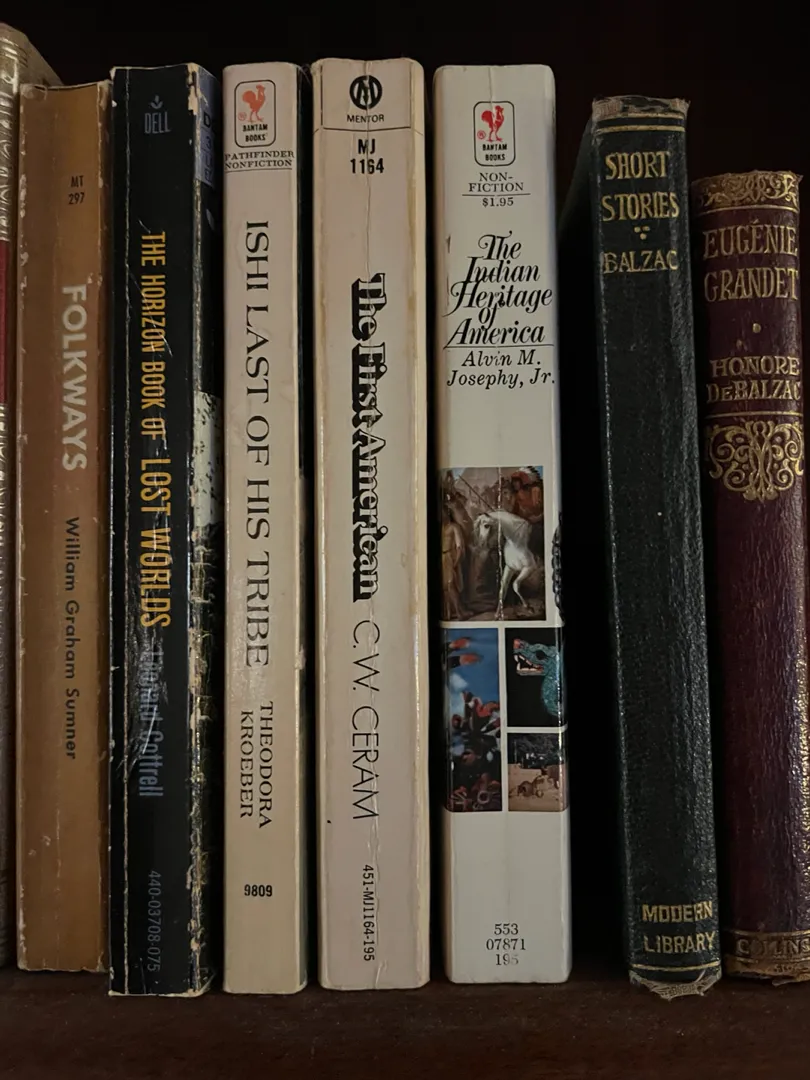 MT
297
FOLKWAYS
William Graham Sumner
DELL
THE HORIZON BOOK OF LOST WORLDS
Leonard Cottrell
440-03708-075
BANTAM
BOOKS
PATHFINDER
NONFICTION
ISHI LAST OF HIS TRIBE
THEODORA
KROEBER
9809
MENTOR
MJ
1164
The First American
C. W. CERAM
451-MJ1164-195
BANTAM
BOOKS
NON-
FICTION
$1.95
The
Indian
Heritage
of
America
Alvin M.
Josephy, Jr.
553
07871
195
SHORT
STORIES
BALZAC
MODERN
LIBRARY
EUGÉNIE
GRANDET
HONORE
DEBALZAC
COLLINS